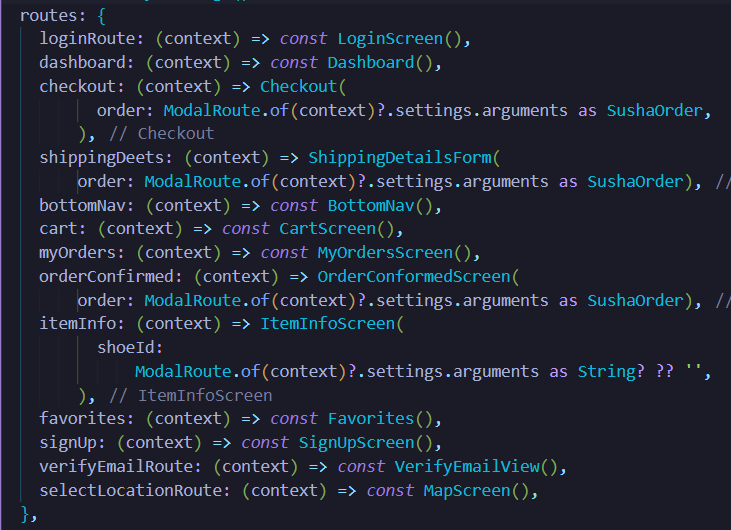 routes: {
loginRoute: (context) => const LoginScreen(),
dashboard: (context) => const Dashboard(),
checkout: (context) => Checkout(
order: ModalRoute.of(context)?.settings.arguments as SushaOrder,
), // Checkout
shippingDeets: (context) => ShippingDetailsForm(
order: ModalRoute.of(context)?.settings.arguments as SushaOrder), //
bottomNav: (context) => const BottomNav(),
cart: (context) => const CartScreen(),
myOrders: (context) => const MyOrdersScreen(),
orderConfirmed: (context) => OrderConformedScreen(
order: ModalRoute.of(context)?.settings.arguments as SushaOrder), //
itemInfo: (context) => ItemInfoScreen(
shoeId:
ModalRoute.of(context)?.settings.arguments as String? ?? '',
), // ItemInfoScreen
favorites: (context) => const Favorites(),
signUp: (context) => const SignUpScreen(),
verifyEmailRoute: (context) => const VerifyEmailView(),
selectLocationRoute: (context) => const MapScreen(),
},